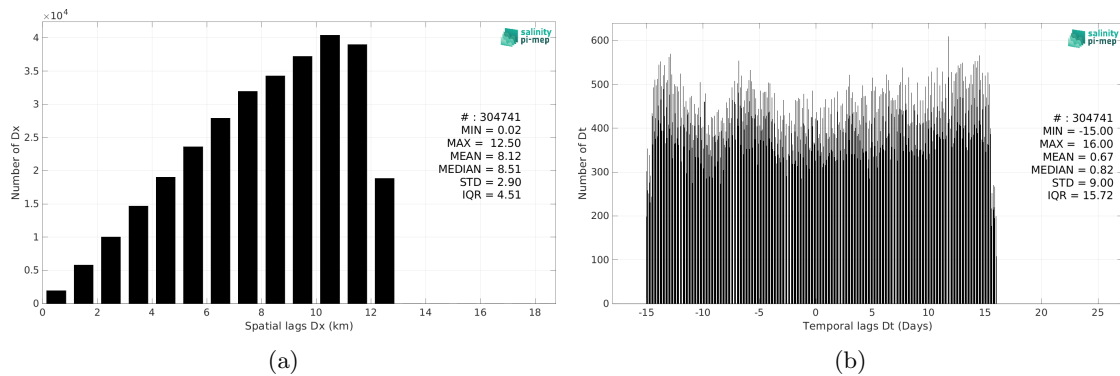 ×10⁴
4
3.5
3
2.5
2
1.5
1
0.5
0
Number of Dx
0 2 4 6 8 10 12 14 16 18
Spatial lags Dx (km)
salinity
pi-mep
# : 304741
MIN = 0.02
MAX = 12.50
MEAN = 8.12
MEDIAN = 8.51
STD = 2.90
IQR = 4.51
(a)
600
500
400
300
200
100
0
Number of Dt
-15 -10 -5 0 5 10 15 20 25
Temporal lags Dt (Days)
salinity
pi-mep
# : 304741
MIN = -15.00
MAX = 16.00
MEAN = 0.67
MEDIAN = 0.82
STD = 9.00
IQR = 15.72
(b)